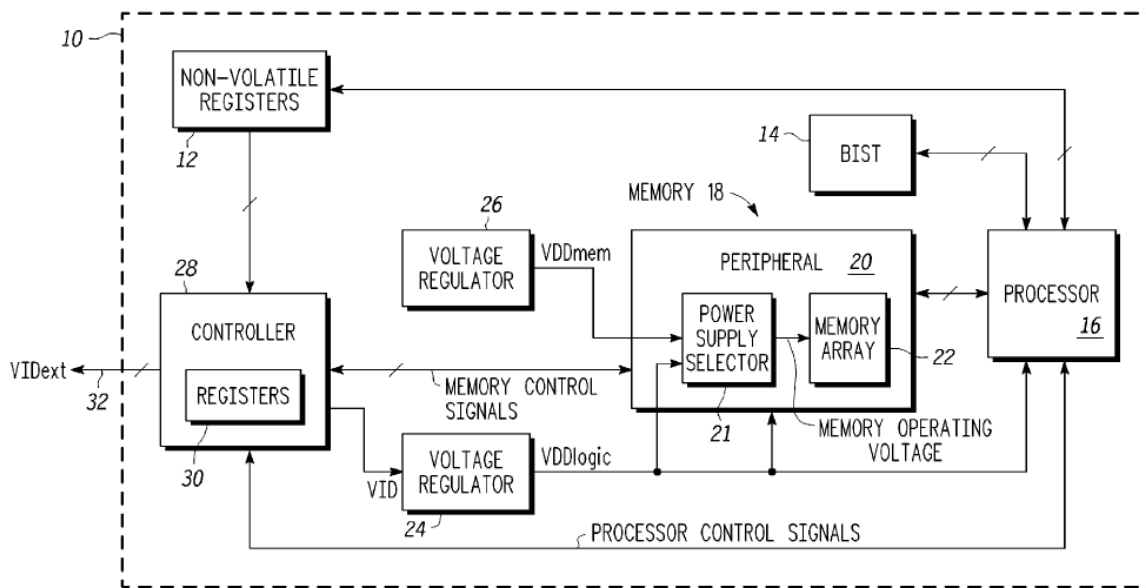 10
NON-VOLATILE
REGISTERS
12
14
BIST
MEMORY 18
26
VOLTAGE
REGULATOR
VDDmem
PERIPHERAL 20
POWER
SUPPLY
SELECTOR
21
MEMORY
ARRAY
22
PROCESSOR
16
28
CONTROLLER
REGISTERS
30
VIDext
32
MEMORY CONTROL
SIGNALS
MEMORY OPERATING
VOLTAGE
VID
VOLTAGE
REGULATOR
24
VDDlogic
PROCESSOR CONTROL SIGNALS